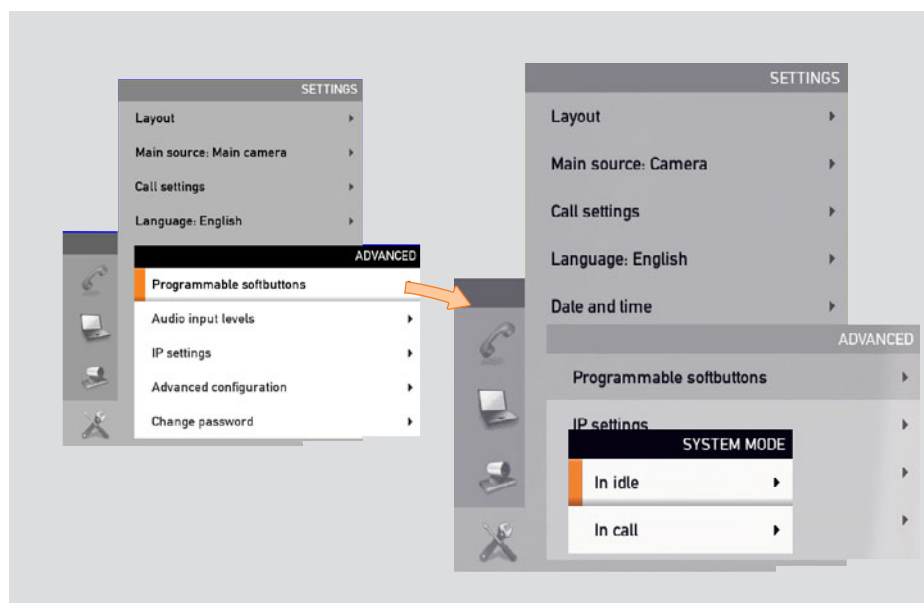 SETTINGS
Layout
Main source: Main camera
Call settings
Language: English
ADVANCED
Programmable softbuttons
Audio input levels
IP settings
Advanced configuration
Change password
SETTINGS
Layout
Main source: Camera
Call settings
Language: English
Date and time
ADVANCED
Programmable softbuttons
IP settings
SYSTEM MODE
In idle
In call